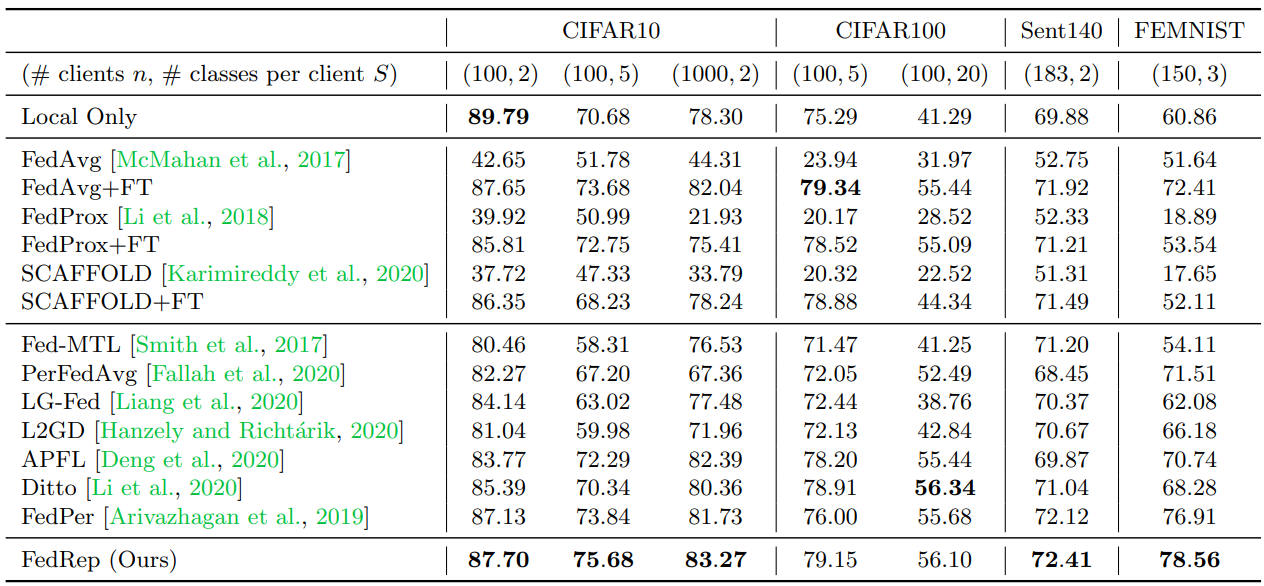 CIFAR10 CIFAR100 Sent140 FEMNIST
(# clients n, # classes per client S) (100, 2) (100, 5) (1000, 2) (100, 5) (100, 20) (183, 2) (150, 3)
Local Only 89.79 70.68 78.30 75.29 41.29 69.88 60.86
FedAvg [McMahan et al., 2017] 42.65 51.78 44.31 23.94 31.97 52.75 51.64
FedAvg+FT 87.65 73.68 82.04 79.34 55.44 71.92 72.41
FedProx [Li et al., 2018] 39.92 50.99 21.93 20.17 28.52 52.33 18.89
FedProx+FT 85.81 72.75 75.41 78.52 55.09 71.21 53.54
SCAFFOLD [Karimireddy et al., 2020] 37.72 47.33 33.79 20.32 22.52 51.31 17.65
SCAFFOLD+FT 86.35 68.23 78.24 78.88 44.34 71.49 52.11
Fed-MTL [Smith et al., 2017] 80.46 58.31 76.53 71.47 41.25 71.20 54.11
PerFedAvg [Fallah et al., 2020] 82.27 67.20 67.36 72.05 52.49 68.45 71.51
LG-Fed [Liang et al., 2020] 84.14 63.02 77.48 72.44 38.76 70.37 62.08
L2GD [Hanzely and Richtárik, 2020] 81.04 59.98 71.96 72.13 42.84 70.67 66.18
APFL [Deng et al., 2020] 83.77 72.29 82.39 78.20 55.44 69.87 70.74
Ditto [Li et al., 2020] 85.39 70.34 80.36 78.91 56.34 71.04 68.28
FedPer [Arivazhagan et al., 2019] 87.13 73.84 81.73 76.00 55.68 72.12 76.91
FedRep (Ours) 87.70 75.68 83.27 79.15 56.10 72.41 78.56